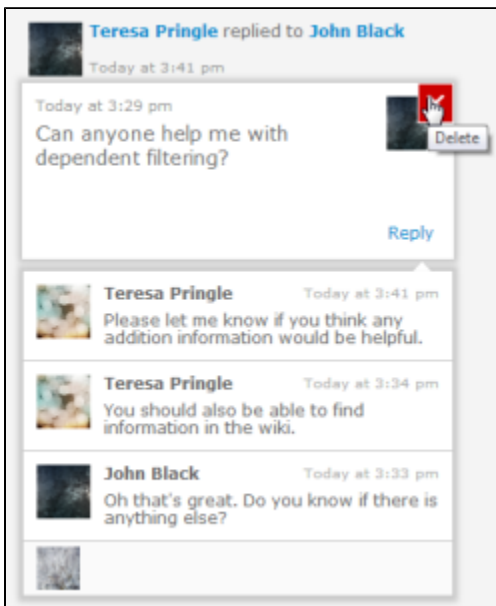 Teresa Pringle replied to John Black
Today at 3:41 pm
Today at 3:29 pm
Can anyone help me with
dependent filtering?
Delete
Reply
Teresa Pringle Today at 3:41 pm
Please let me know if you think any
addition information would be helpful.
Teresa Pringle Today at 3:34 pm
You should also be able to find
information in the wiki.
John Black Today at 3:33 pm
Oh that's great. Do you know if there is
anything else?